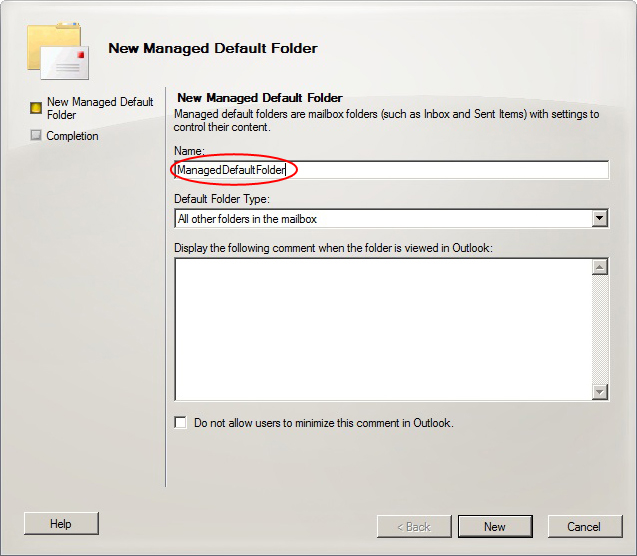 New Managed Default Folder
New Managed Default
Folder
Completion
New Managed Default Folder
Managed default folders are mailbox folders (such as Inbox and Sent Items) with settings to
control their content.
Name:
ManagedDefaultFolder
Default Folder Type:
All other folders in the mailbox
Display the following comment when the folder is viewed in Outlook:
Do not allow users to minimize this comment in Outlook.
Help
< Back
New
Cancel